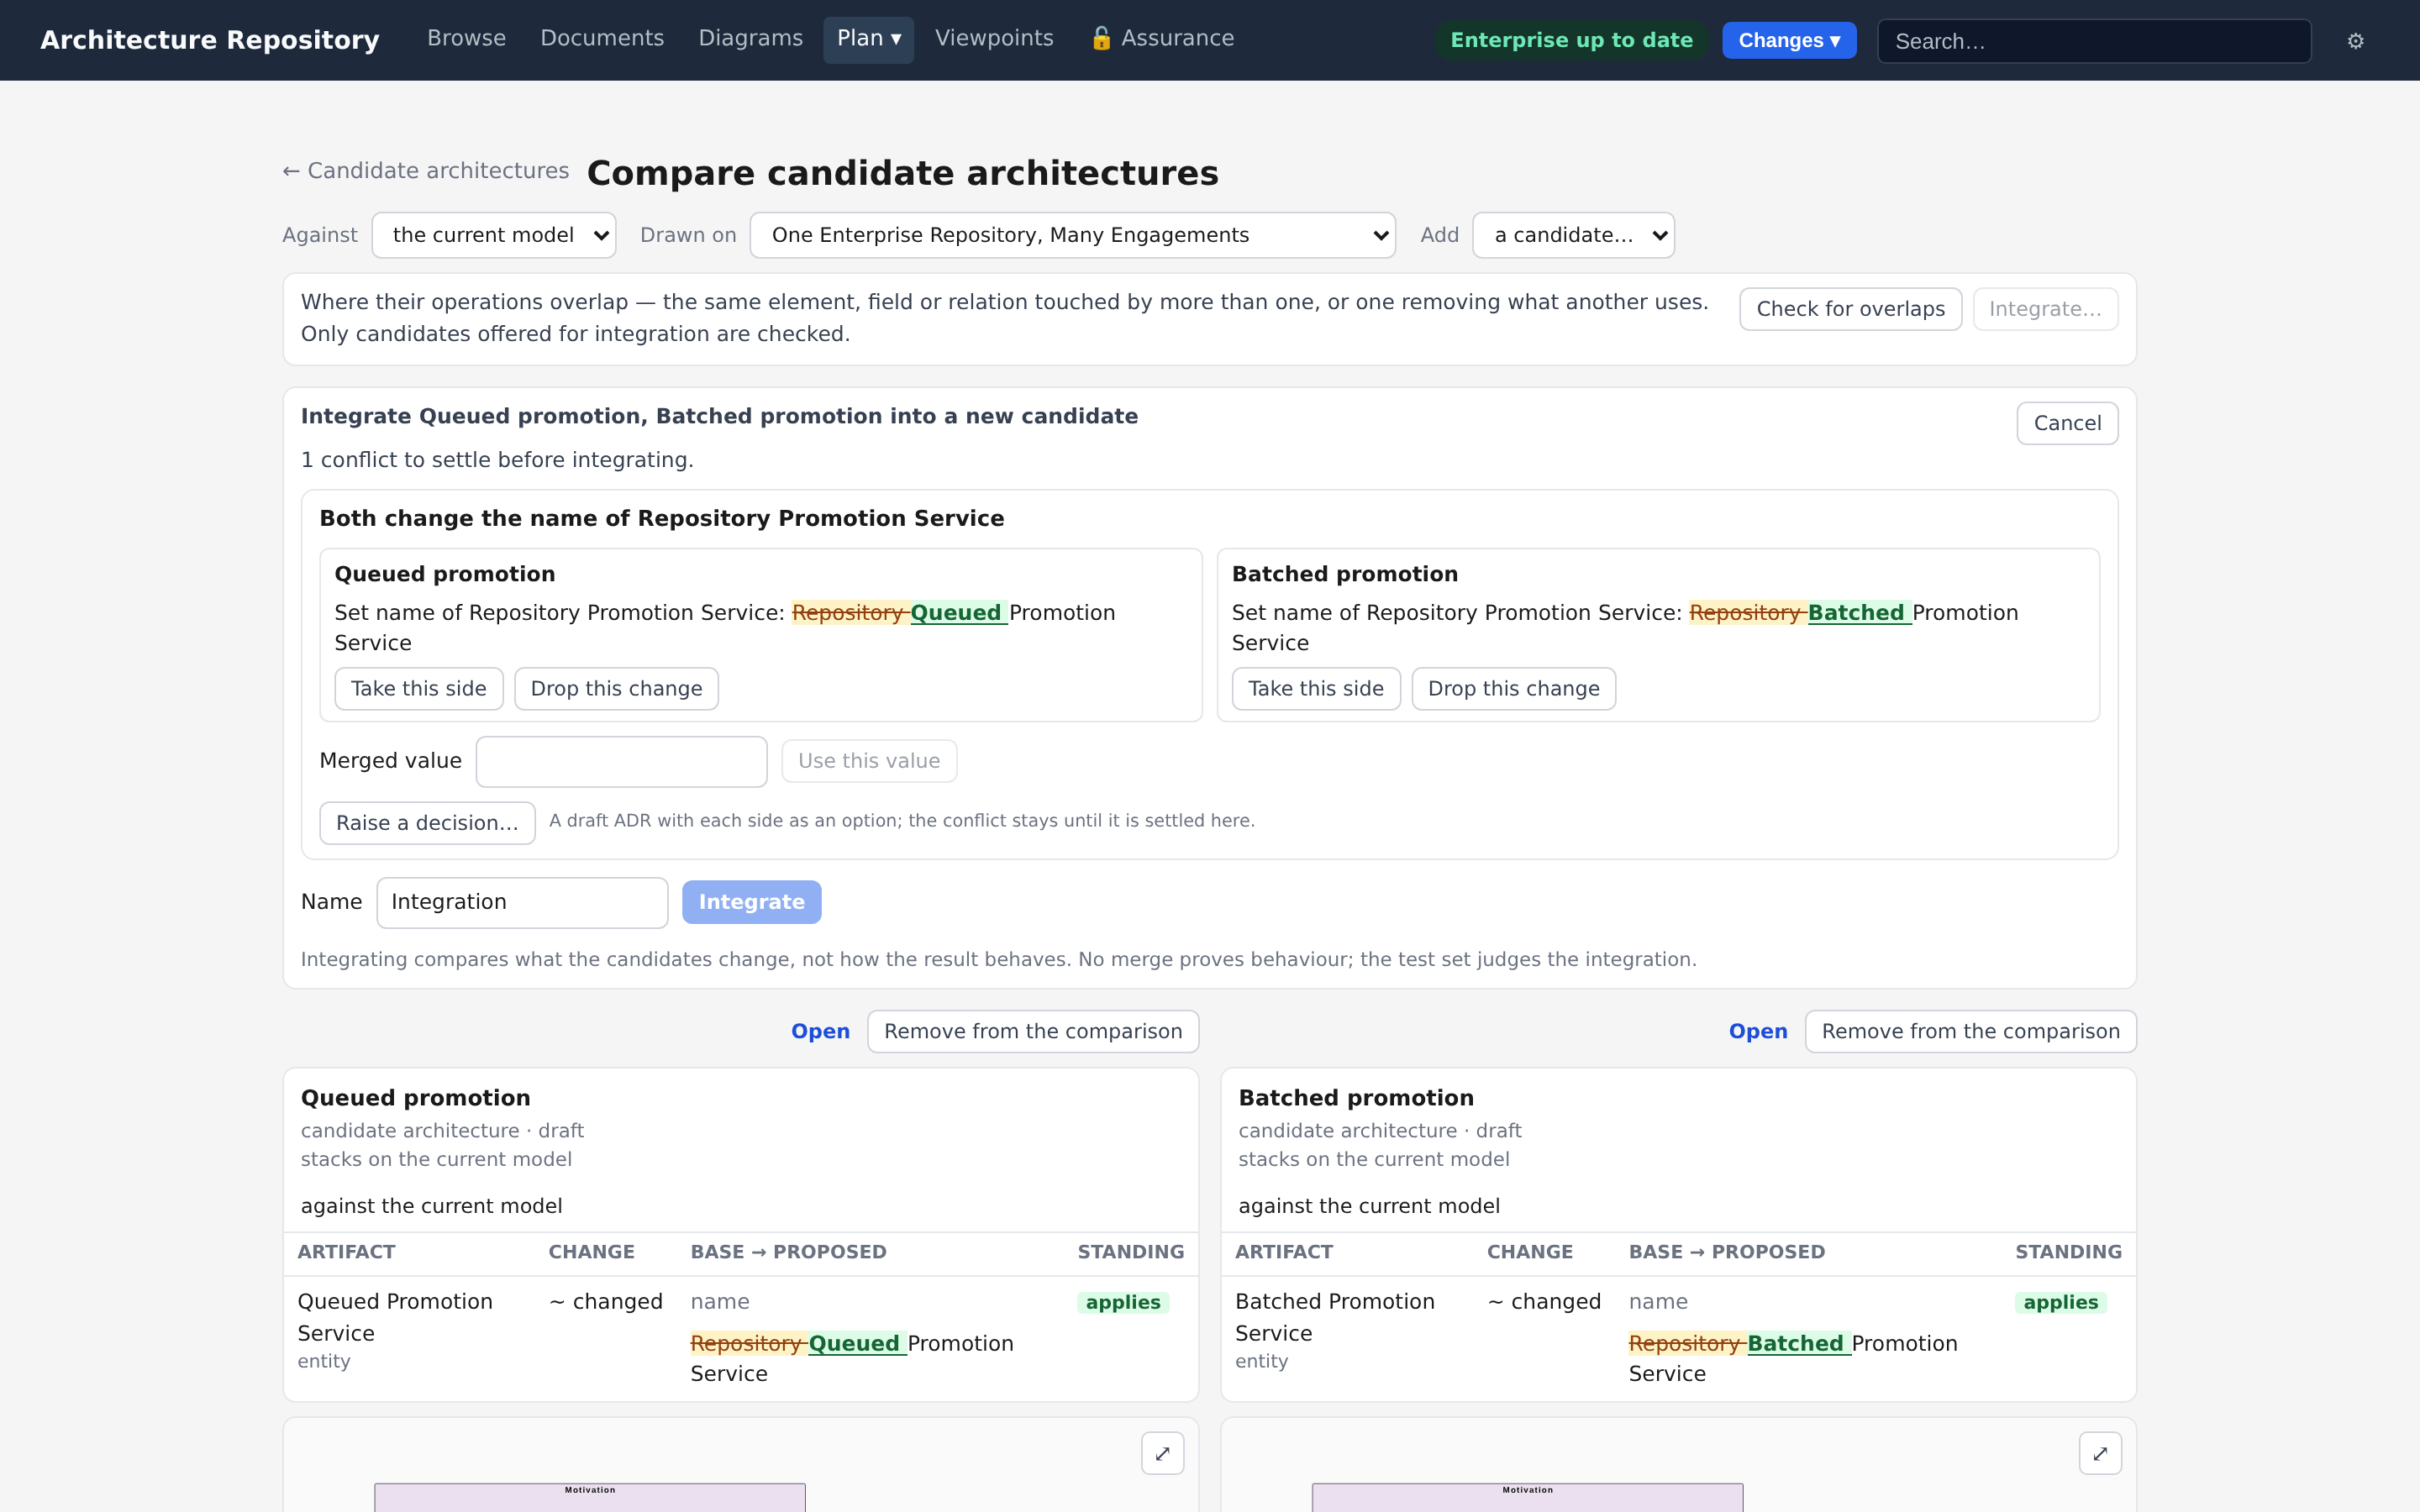 Architecture Repository Browse Documents Diagrams Plan ▾ Viewpoints 🔓 Assurance Enterprise up to date Changes ▾ Search… ⚙
← Candidate architectures Compare candidate architectures
Against the current model Drawn on One Enterprise Repository, Many Engagements Add a candidate…
Where their operations overlap — the same element, field or relation touched by more than one, or one removing what another uses.
Only candidates offered for integration are checked.
Check for overlaps Integrate…
Integrate Queued promotion, Batched promotion into a new candidate
Cancel
1 conflict to settle before integrating.
Both change the name of Repository Promotion Service
Queued promotion
Set name of Repository Promotion Service: Repository Queued Promotion
Service
Take this side Drop this change
Batched promotion
Set name of Repository Promotion Service: Repository Batched Promotion
Service
Take this side Drop this change
Merged value Use this value
Raise a decision… A draft ADR with each side as an option; the conflict stays until it is settled here.
Name Integration Integrate
Integrating compares what the candidates change, not how the result behaves. No merge proves behaviour; the test set judges the integration.
Open Remove from the comparison
Queued promotion
candidate architecture · draft
stacks on the current model
against the current model
ARTIFACT CHANGE BASE → PROPOSED STANDING
Queued Promotion
Service
entity
~ changed
name
Repository Queued Promotion
Service
applies
Motivation
Open Remove from the comparison
Batched promotion
candidate architecture · draft
stacks on the current model
against the current model
ARTIFACT CHANGE BASE → PROPOSED STANDING
Batched Promotion
Service
entity
~ changed
name
Repository Batched Promotion
Service
applies
Motivation